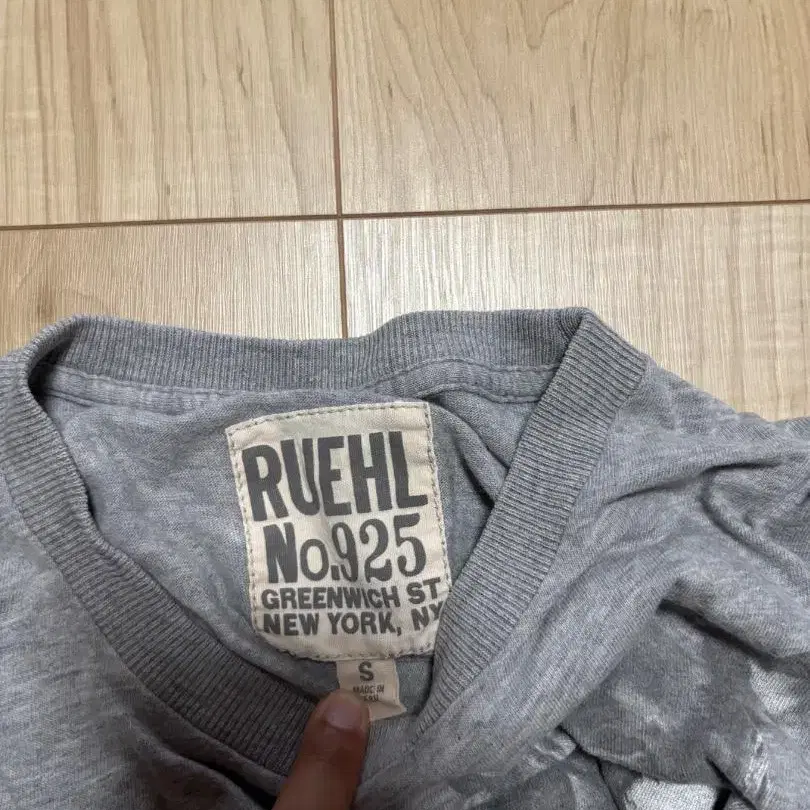 RUEHL
No.925
GREENWICH ST
NEW YORK, NY
S
MADE IN